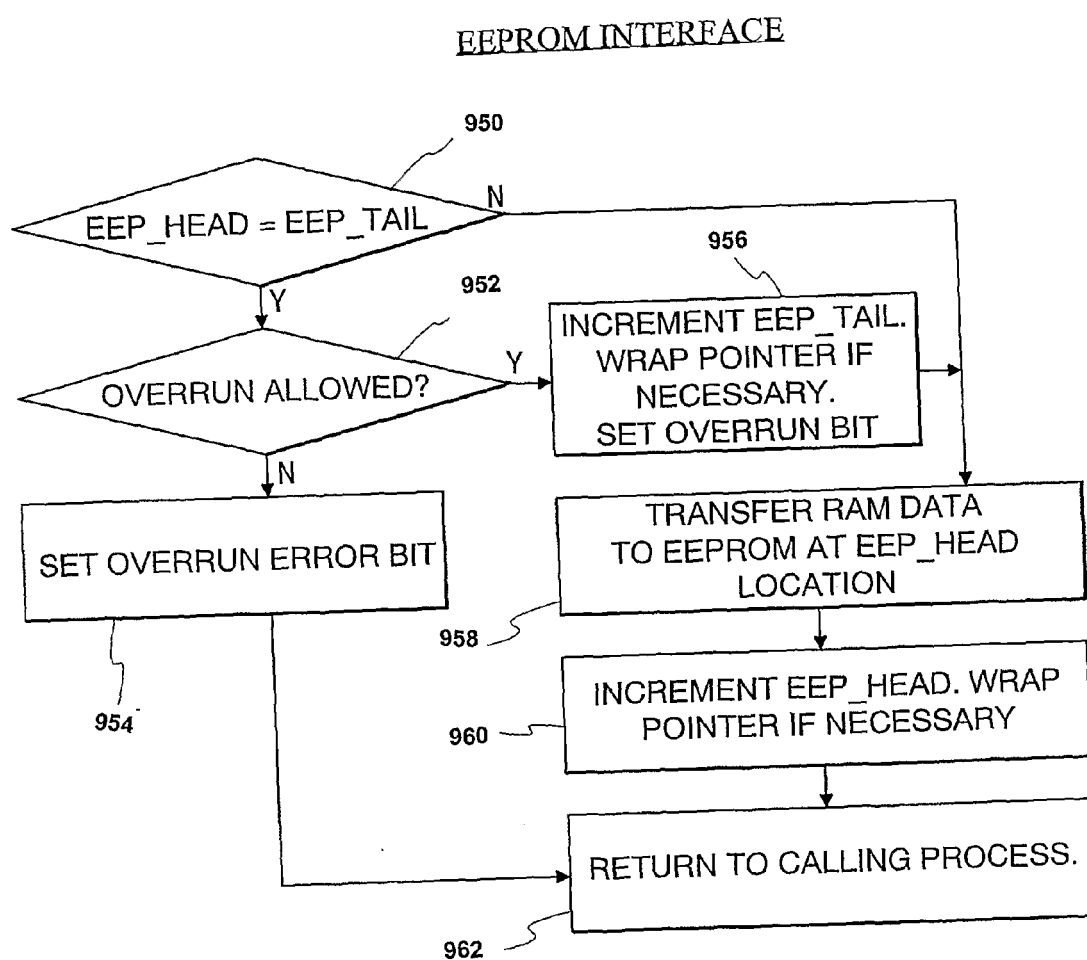 EEPROM INTERFACE
950
EEP_HEAD = EEP_TAIL
N
Y
952
OVERRUN ALLOWED?
Y
N
956
INCREMENT EEP_TAIL.
WRAP POINTER IF
NECESSARY.
SET OVERRUN BIT
SET OVERRUN ERROR BIT
954
TRANSFER RAM DATA
TO EEPROM AT EEP_HEAD
LOCATION
958
INCREMENT EEP_HEAD. WRAP
POINTER IF NECESSARY
960
RETURN TO CALLING PROCESS.
962